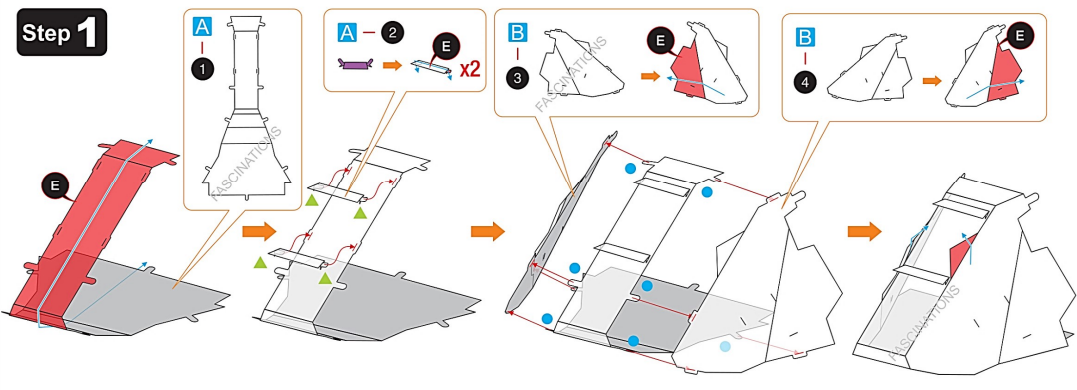 Step 1
A
1
FASCINATIONS
A - 2
E
x2
B
3
FASCINATIONS
E
B
4
E
E
FASCINATIONS
FASCINATIONS